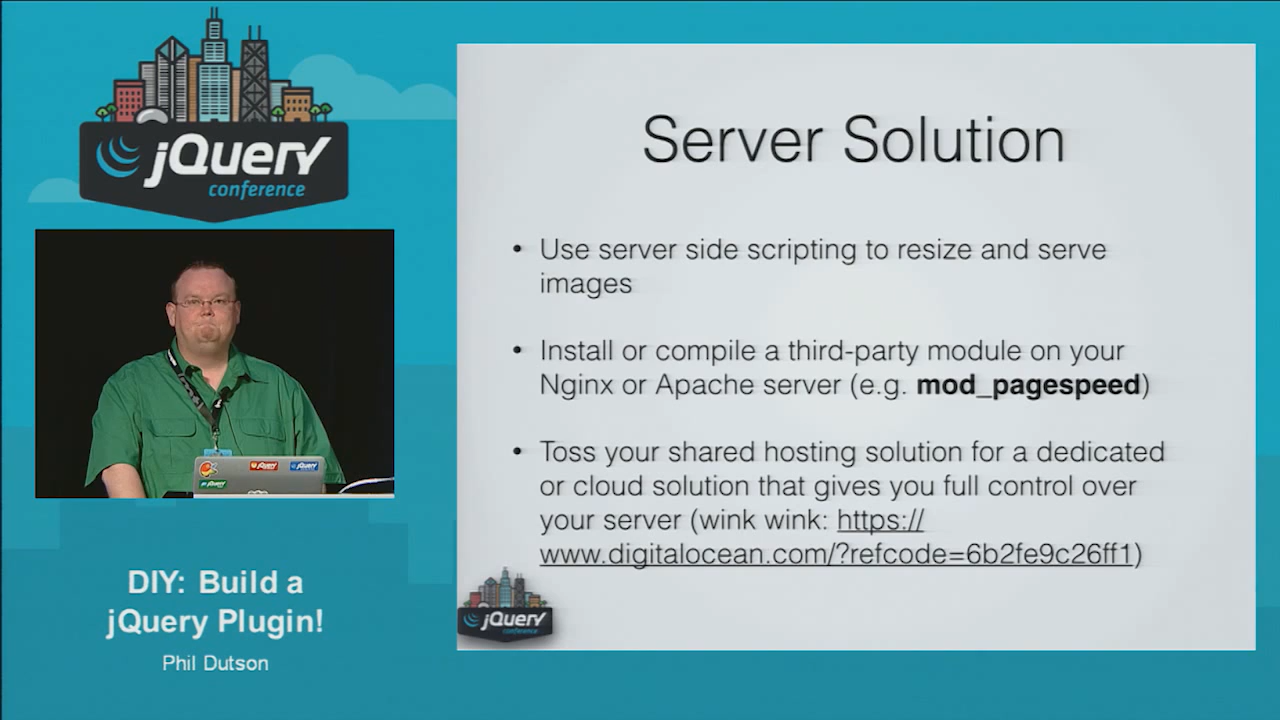 jQuery
conference
DIY: Build a
jQuery Plugin!
Phil Dutson
Server Solution
• Use server side scripting to resize and serve
images
• Install or compile a third-party module on your
Nginx or Apache server (e.g. mod_pagespeed)
• Toss your shared hosting solution for a dedicated
or cloud solution that gives you full control over
your server (wink wink: https://
www.digitalocean.com/?refcode=6b2fe9c26ff1)
jQuery
conference
jQuery
jQuery
jQuery